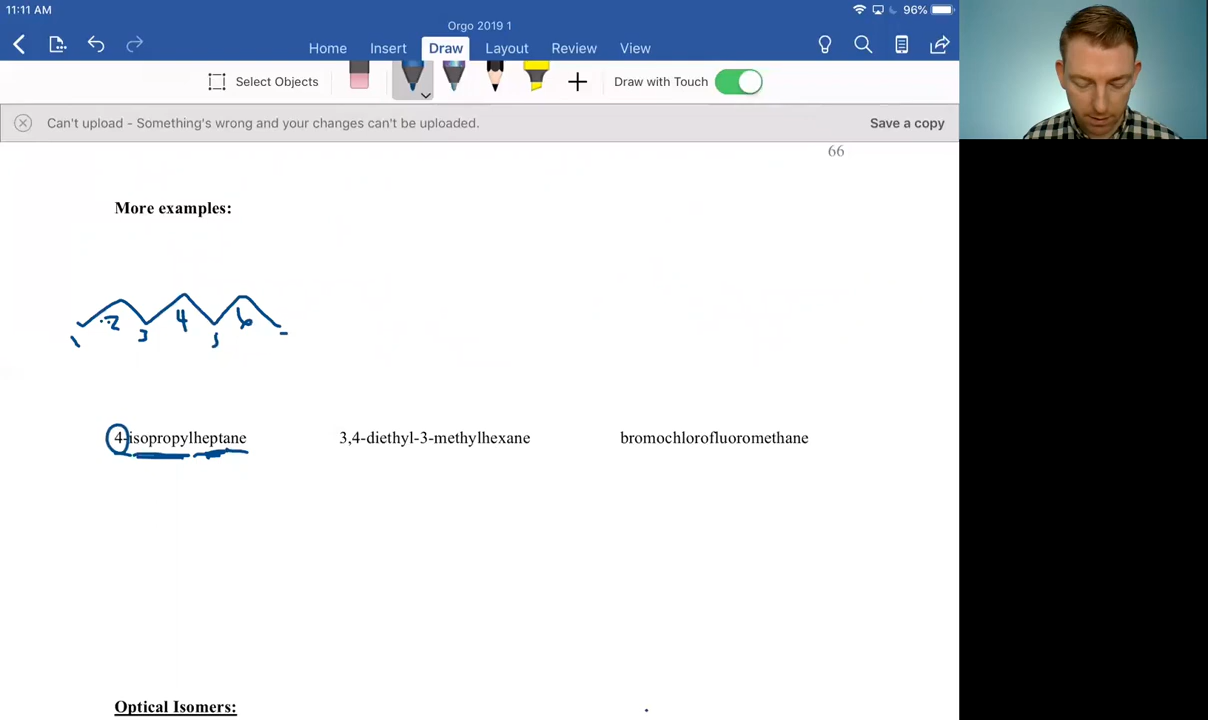 11:11 AM
96%
Orgo 2019 1
Home Insert Draw Layout Review View
Select Objects
Draw with Touch
Can't upload - Something's wrong and your changes can't be uploaded.
Save a copy
66
More examples:
2 4 6
1 3 5
4-isopropylheptane 3,4-diethyl-3-methylhexane bromochlorofluoromethane
Optical Isomers: